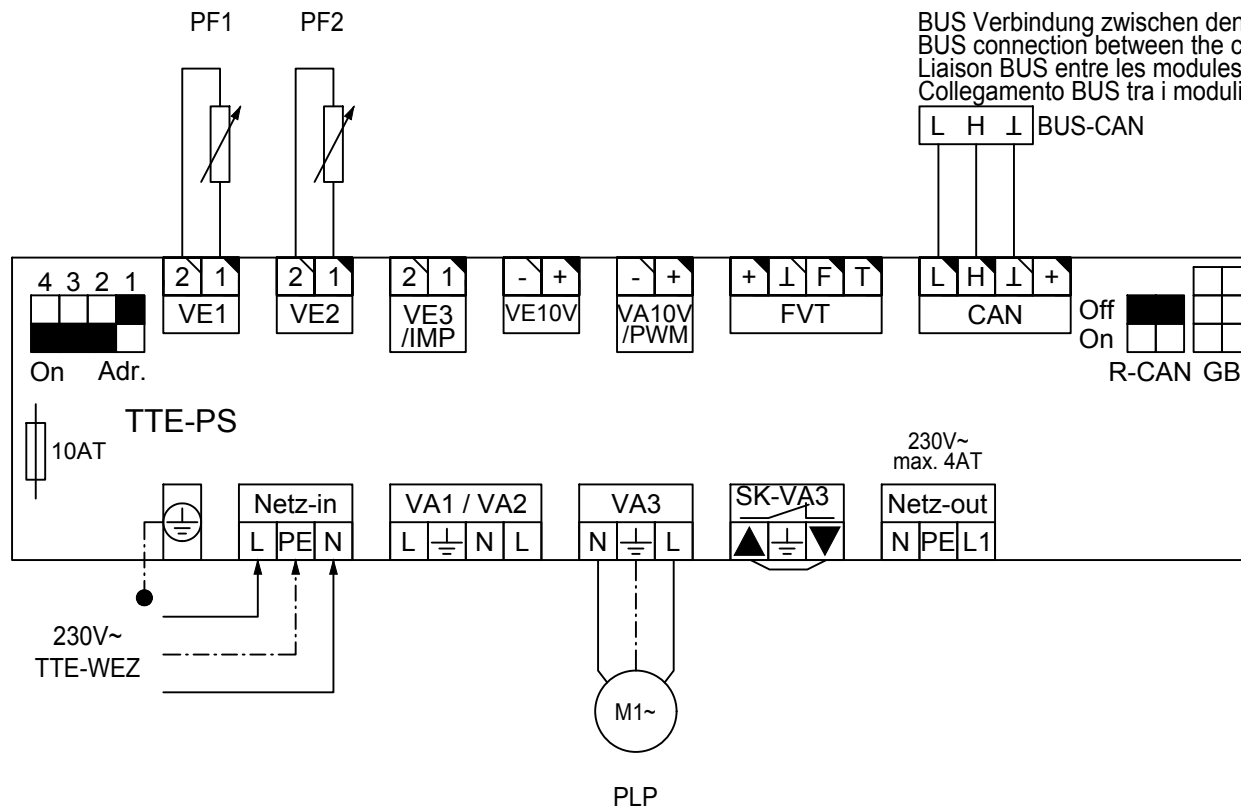 PF1
PF2
BUS Verbindung zwischen den
BUS connection between the c
Liaison BUS entre les modules
Collegamento BUS tra i moduli
L H ⊥ BUS-CAN
4 3 2 1
On Adr.
2 1
VE1
2 1
VE2
2 1
VE3
/IMP
- +
VE10V
- +
VA10V
/PWM
+ ⊥ F T
FVT
L H ⊥ +
CAN
Off
On
R-CAN GB
TTE-PS
10AT
230V~
max. 4AT
Netz-in
L PE N
VA1 / VA2
L N L
VA3
N L
SK-VA3
Netz-out
N PE L1
230V~
TTE-WEZ
M1~
PLP